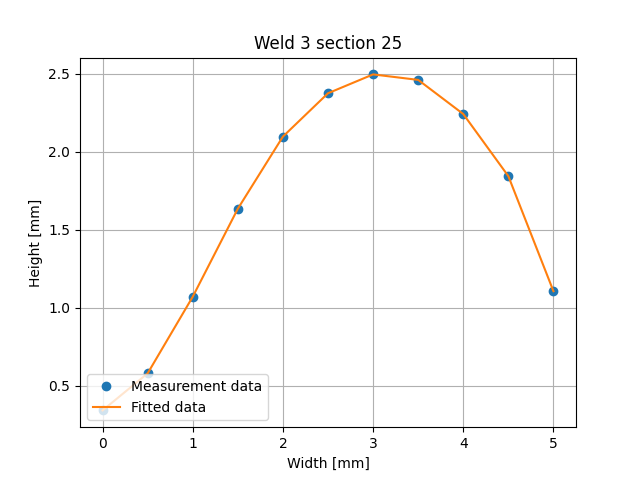 Weld 3 section 25
2.5
2.0
1.5
1.0
0.5
Height [mm]
Measurement data
Fitted data
0 1 2 3 4 5
Width [mm]